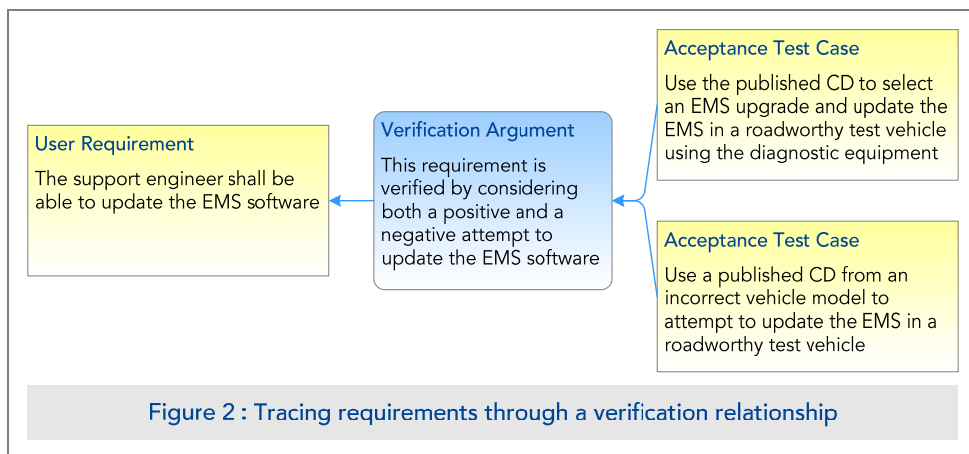 User Requirement
The support engineer shall be
able to update the EMS software
Verification Argument
This requirement is
verified by considering
both a positive and a
negative attempt to
update the EMS software
Acceptance Test Case
Use the published CD to select
an EMS upgrade and update the
EMS in a roadworthy test vehicle
using the diagnostic equipment
Acceptance Test Case
Use a published CD from an
incorrect vehicle model to
attempt to update the EMS in a
roadworthy test vehicle
Figure 2 : Tracing requirements through a verification relationship